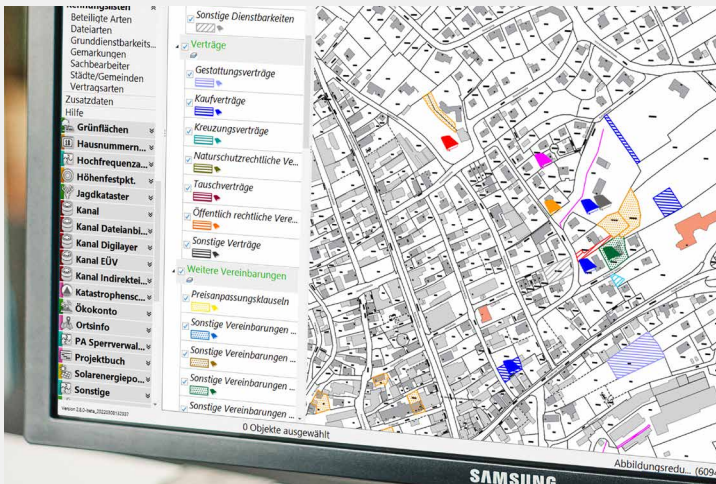 Kennungslisten
Beteiligte Arten
Dateiarten
Grunddienstbarkeits...
Gemarkungen
Sachbearbeiter
Städte/Gemeinden
Vertragsarten
Zusatzdaten
Hilfe
Grünflächen
Hausnummern...
Hochfrequenza...
Höhenfestpkt.
Jagdkataster
Kanal
Kanal Dateianbi...
Kanal Digilayer
Kanal EÜV
Kanal Indirektei...
Katastrophensc...
Ökokonto
Ortsinfo
PA Sperrverwal...
Projektbuch
Solarenergiepo...
Sonstige
Sonstige Dienstbarkeiten
Verträge
Gestattungsverträge
Kaufverträge
Kreuzungsverträge
Naturschutzrechtliche Ve...
Tauschverträge
Öffentlich rechtliche Vere...
Sonstige Verträge
Weitere Vereinbarungen
Preisanpassungsklauseln
Sonstige Vereinbarungen ...
Sonstige Vereinbarungen ...
Sonstige Vereinbarungen ...
Sonstige Vereinbarungen ...
0 Objekte ausgewählt
Abbildungsredu... (609
SAMSUNG